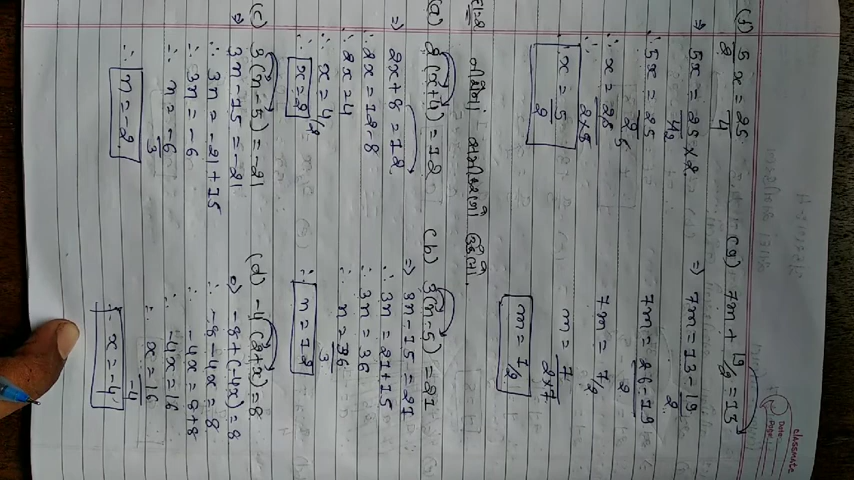 classmate
Date
Page
(f) 5/2 x = 25/4
⇒ 5x = 25/4/2 × 2
∴ 5x = 25/2
∴ x = 25/2×5
∴ x = 5/2
(g) 7m + 19/2 = 13
⇒ 7m = 13 - 19/2
7m = 26-19/2
7m = 7/2
m = 7/2×7
m = 1/2
(a) 2(x+4) = 12
⇒ 2x + 8 = 12
∴ 2x = 12-8
∴ 2x = 4
∴ x = 4/2
∴ x = 2
(b) 3(n-5) = 21
⇒ 3n - 15 = 21
∴ 3n = 21+15
∴ 3n = 36
∴ n = 36/3
∴ n = 12
(c) 3(n-5) = -21
⇒ 3n - 15 = -21
∴ 3n = -21 + 15
∴ 3n = -6
∴ n = -6/3
∴ n = -2
(d) -4(2+x) = 8
⇒ -8 + (-4x) = 8
∴ -8 - 4x = 8
∴ -4x = 8+8
∴ -4x = 16
∴ x = 16/-4
∴ x = -4